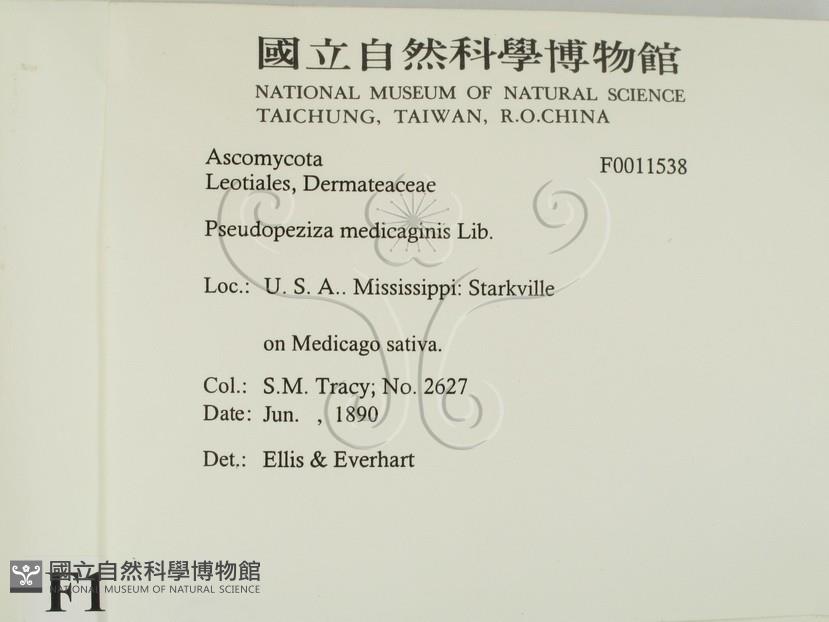 國立自然科學博物館
NATIONAL MUSEUM OF NATURAL SCIENCE
TAICHUNG, TAIWAN, R.O.CHINA
Ascomycota
F0011538
Leotiales, Dermateaceae
Pseudopeziza medicaginis Lib.
Loc.: U. S. A.. Mississippi: Starkville
on Medicago sativa.
Col.: S.M. Tracy; No. 2627
Date: Jun. , 1890
Det.: Ellis & Everhart
國立自然科學博物館
NATIONAL MUSEUM OF NATURAL SCIENCE
F1